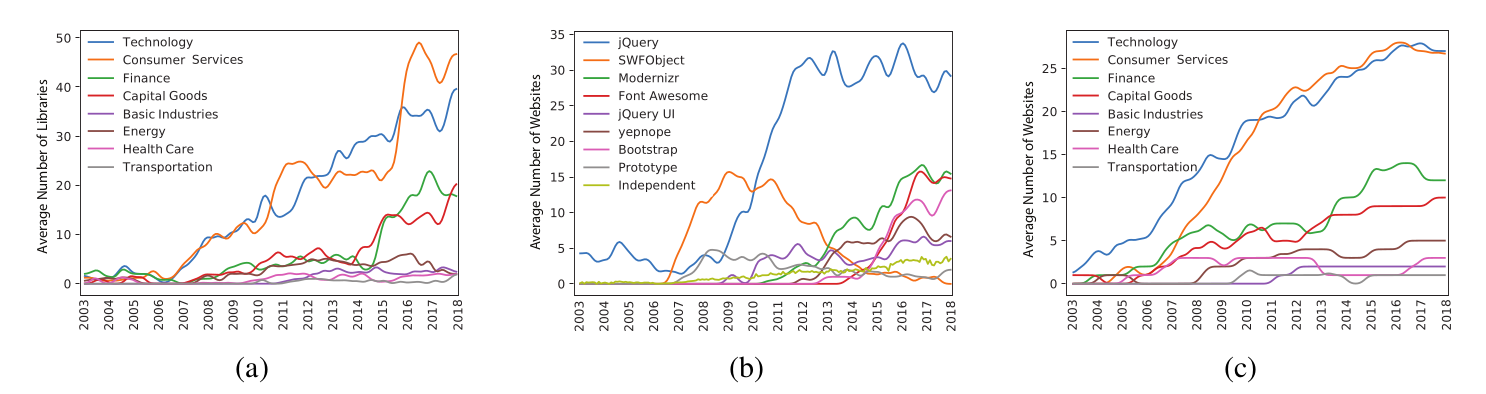 Average Number of Libraries
50
40
30
20
10
0
Technology
Consumer Services
Finance
Capital Goods
Basic Industries
Energy
Health Care
Transportation
2003 2004 2005 2006 2007 2008 2009 2010 2011 2012 2013 2014 2015 2016 2017 2018
(a)
Average Number of Websites
35
30
25
20
15
10
5
0
jQuery
SWFObject
Modernizr
Font Awesome
jQuery UI
yepnope
Bootstrap
Prototype
Independent
2003 2004 2005 2006 2007 2008 2009 2010 2011 2012 2013 2014 2015 2016 2017 2018
(b)
Average Number of Websites
25
20
15
10
5
0
Technology
Consumer Services
Finance
Capital Goods
Basic Industries
Energy
Health Care
Transportation
2003 2004 2005 2006 2007 2008 2009 2010 2011 2012 2013 2014 2015 2016 2017 2018
(c)